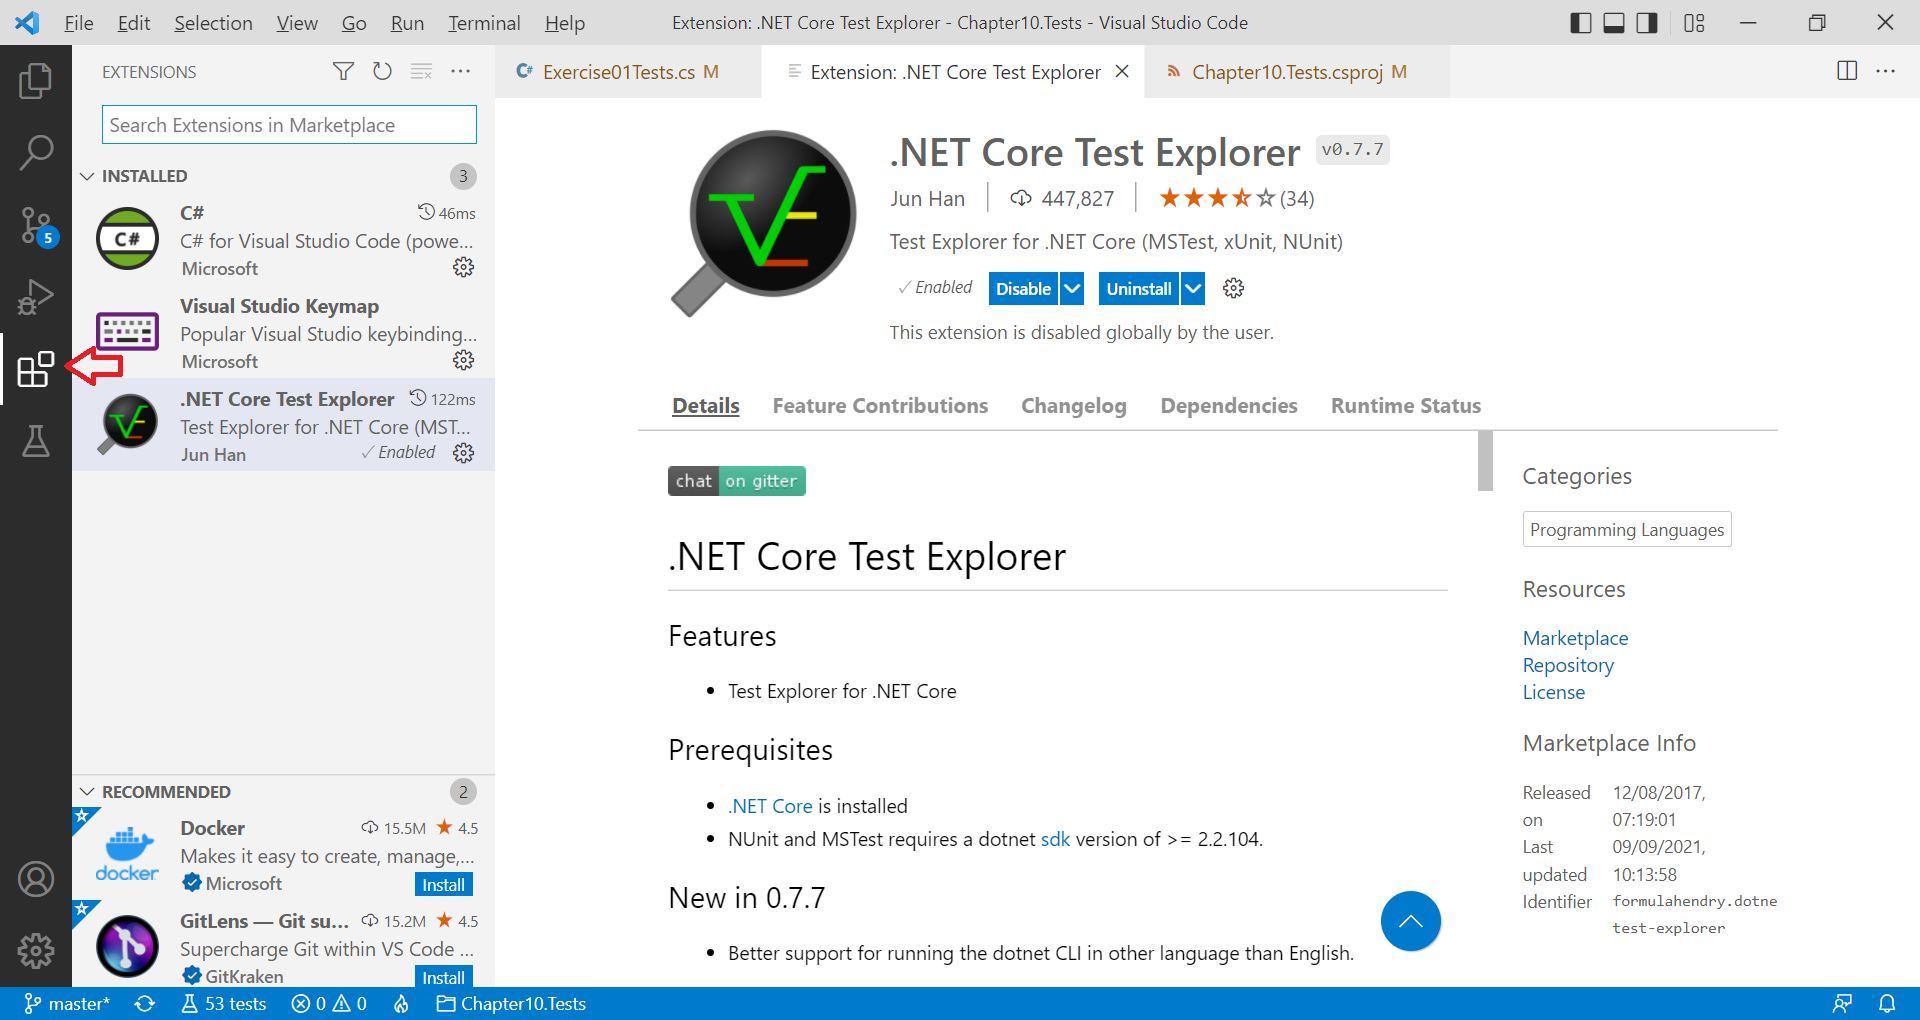 File Edit Selection View Go Run Terminal Help
Extension: .NET Core Test Explorer - Chapter10.Tests - Visual Studio Code
EXTENSIONS
Search Extensions in Marketplace
INSTALLED 3
C# 46ms
C#
C# for Visual Studio Code (powe...
Microsoft
Visual Studio Keymap
Popular Visual Studio keybinding...
Microsoft
.NET Core Test Explorer 122ms
Test Explorer for .NET Core (MST...
Jun Han ✓ Enabled
5
RECOMMENDED 2
Docker 15.5M ★ 4.5
Makes it easy to create, manage,...
docker
Microsoft Install
GitLens — Git su... 15.2M ★ 4.5
Supercharge Git within VS Code ...
GitKraken Install
C# Exercise01Tests.cs M
Extension: .NET Core Test Explorer
Chapter10.Tests.csproj M
.NET Core Test Explorer v0.7.7
Jun Han 447,827 (34)
Test Explorer for .NET Core (MSTest, xUnit, NUnit)
✓ Enabled Disable Uninstall
This extension is disabled globally by the user.
Details Feature Contributions Changelog Dependencies Runtime Status
chat on gitter
.NET Core Test Explorer
Features
• Test Explorer for .NET Core
Prerequisites
• .NET Core is installed
• NUnit and MSTest requires a dotnet sdk version of >= 2.2.104.
New in 0.7.7
• Better support for running the dotnet CLI in other language than English.
Categories
Programming Languages
Resources
Marketplace
Repository
License
Marketplace Info
Released 12/08/2017,
on 07:19:01
Last 09/09/2021,
updated 10:13:58
Identifier formulahendry.dotne
test-explorer
master* 53 tests 0 0 Chapter10.Tests